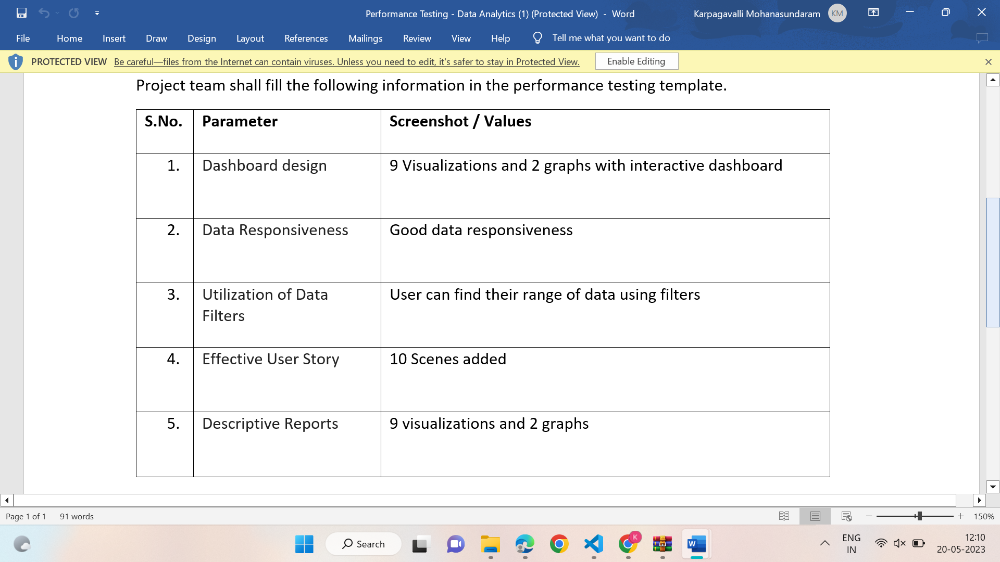 Performance Testing - Data Analytics (1) (Protected View) - Word
Karpagavalli Mohanasundaram
KM
File Home Insert Draw Design Layout References Mailings Review View Help Tell me what you want to do
PROTECTED VIEW Be careful—files from the Internet can contain viruses. Unless you need to edit, it's safer to stay in Protected View. Enable Editing
Project team shall fill the following information in the performance testing template.
S.No. Parameter Screenshot / Values
1. Dashboard design 9 Visualizations and 2 graphs with interactive dashboard
2. Data Responsiveness Good data responsiveness
3. Utilization of Data User can find their range of data using filters
Filters
4. Effective User Story 10 Scenes added
5. Descriptive Reports 9 visualizations and 2 graphs
Page 1 of 1 91 words 150%
Search
K
W
ENG 12:10
IN 20-05-2023